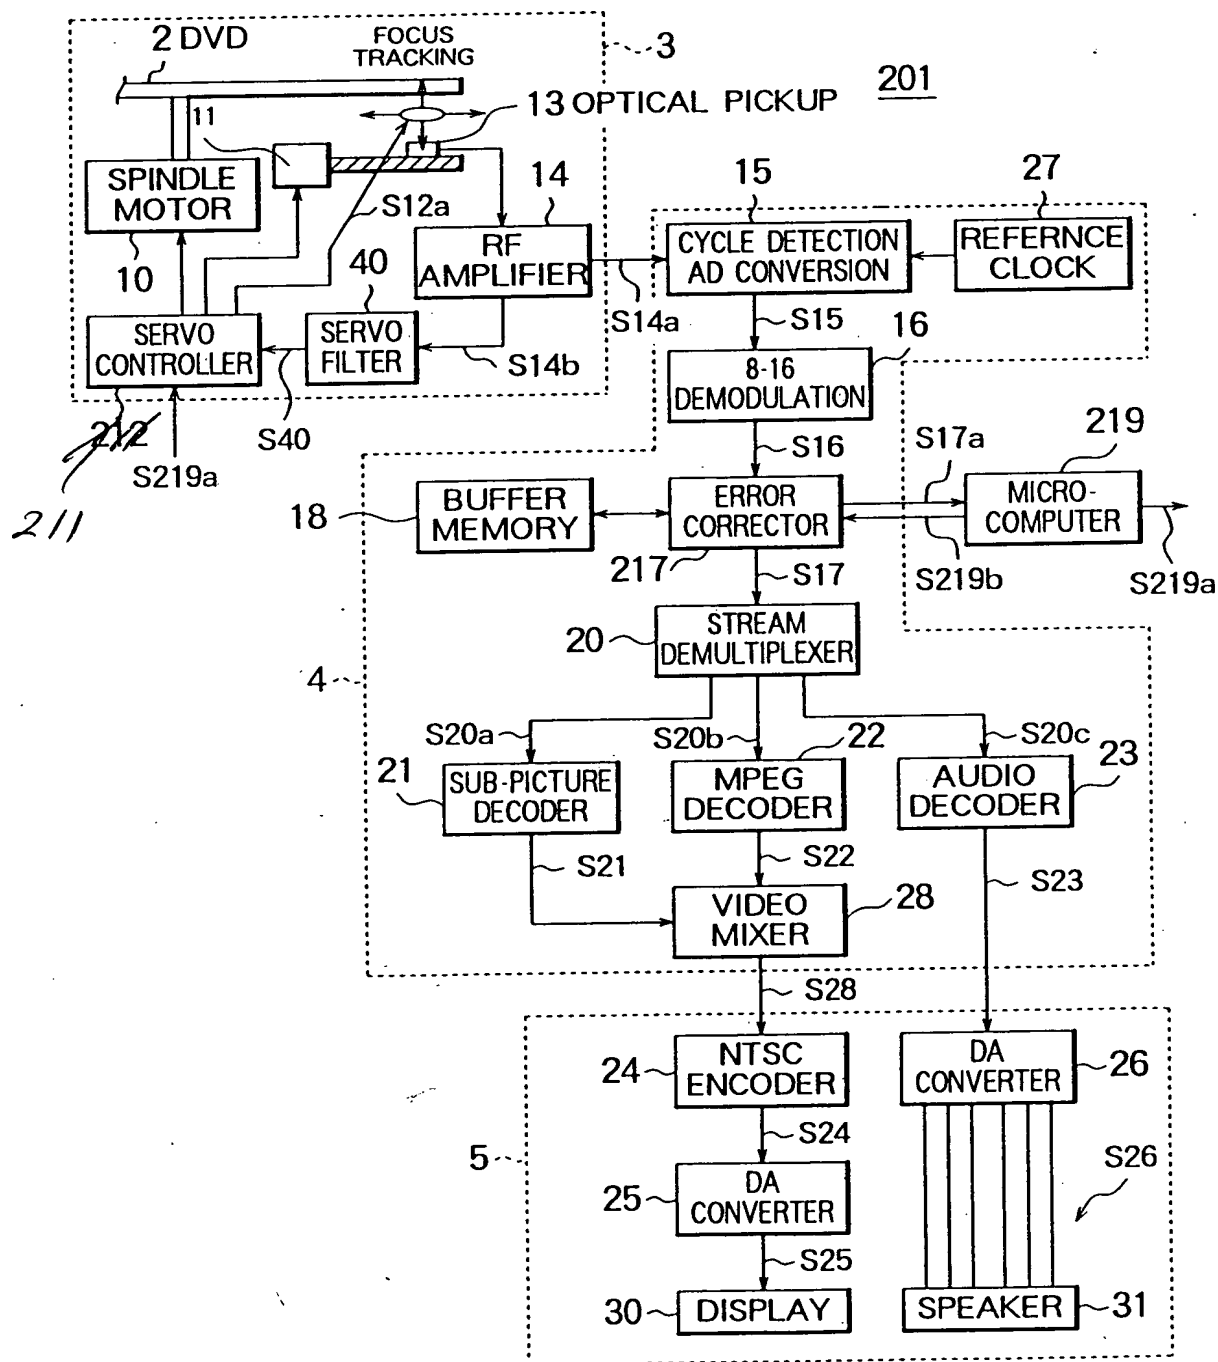 2 DVD
FOCUS
TRACKING
3
201
11
13 OPTICAL PICKUP
SPINDLE
MOTOR
10
S12a
14
RF
AMPLIFIER
40
15
CYCLE DETECTION
AD CONVERSION
27
REFERNCE
CLOCK
S14a
S15
SERVO
CONTROLLER
SERVO
FILTER
S14b
S40
212
S219a
211
16
8-16
DEMODULATION
S16
S17a
219
18
BUFFER
MEMORY
ERROR
CORRECTOR
MICRO-
COMPUTER
217
S17
S219b
S219a
20
STREAM
DEMULTIPLEXER
4
S20a
S20b
22
S20c
21
SUB-PICTURE
DECODER
MPEG
DECODER
AUDIO
DECODER
23
S21
S22
S23
VIDEO
MIXER
28
S28
24
NTSC
ENCODER
DA
CONVERTER
26
S24
5
25
DA
CONVERTER
S26
S25
30
DISPLAY
SPEAKER
31